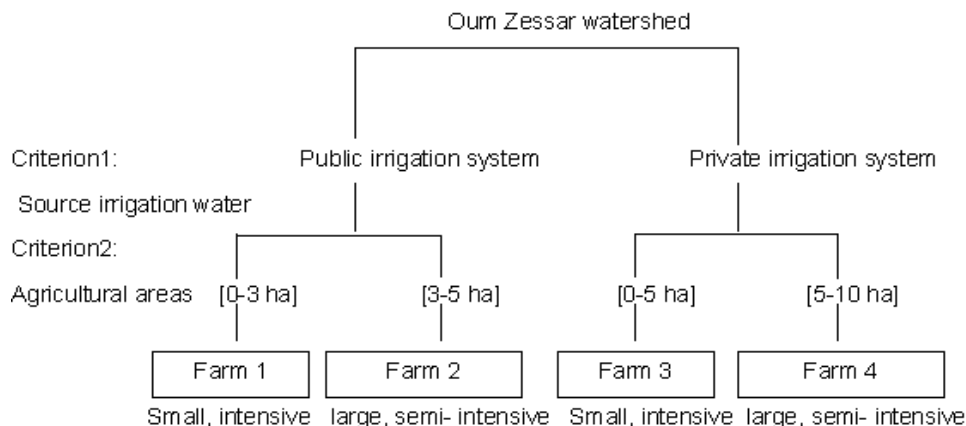 Oum Zessar watershed
Criterion1: Public irrigation system Private irrigation system
Source irrigation water
Criterion2:
Agricultural areas [0-3 ha] [3-5 ha] [0-5 ha] [5-10 ha]
Farm 1 Farm 2 Farm 3 Farm 4
Small, intensive large, semi- intensive Small, intensive large, semi- intensive